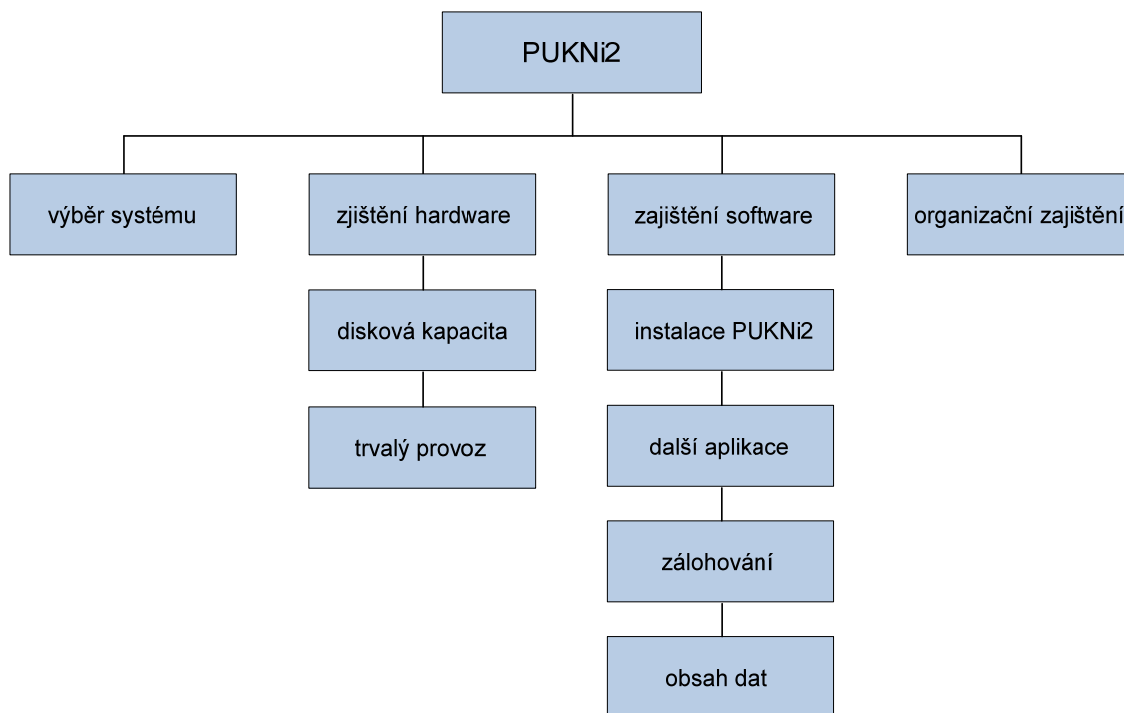 PUKNi2
výběr systému
zjištění hardware
zajištění software
organizační zajištění
disková kapacita
instalace PUKNi2
trvalý provoz
další aplikace
zálohování
obsah dat